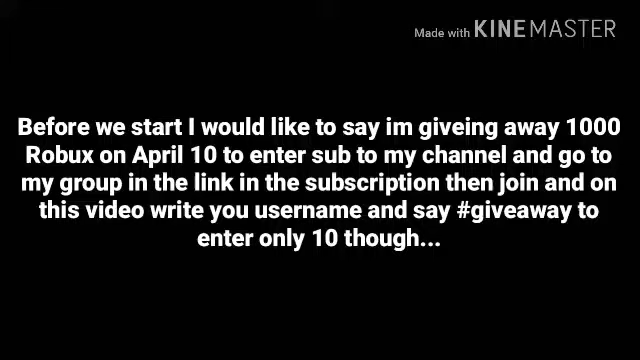 Made with KINEMASTER
Before we start I would like to say im giveing away 1000
Robux on April 10 to enter sub to my channel and go to
my group in the link in the subscription then join and on
this video write you username and say #giveaway to
enter only 10 though...